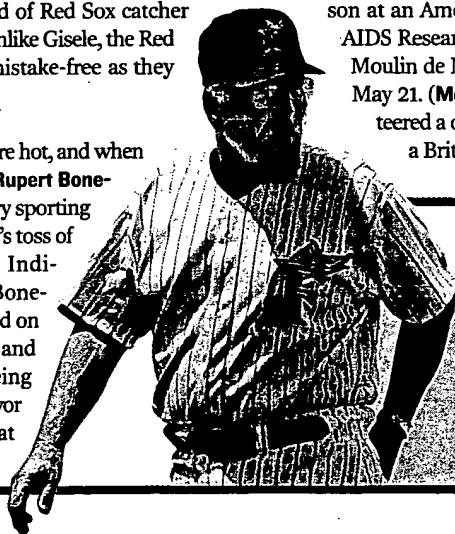 d of Red Sox catcher
nlike Gisele, the Red
nistake-free as they
re hot, and when
Rupert Bone-
ry sporting
's toss of
Indi-
Bone-
d on
and
eing
vor
at
son at an Ame
AIDS Resear
Moulin de
May 21. (M
teered a
a Brit